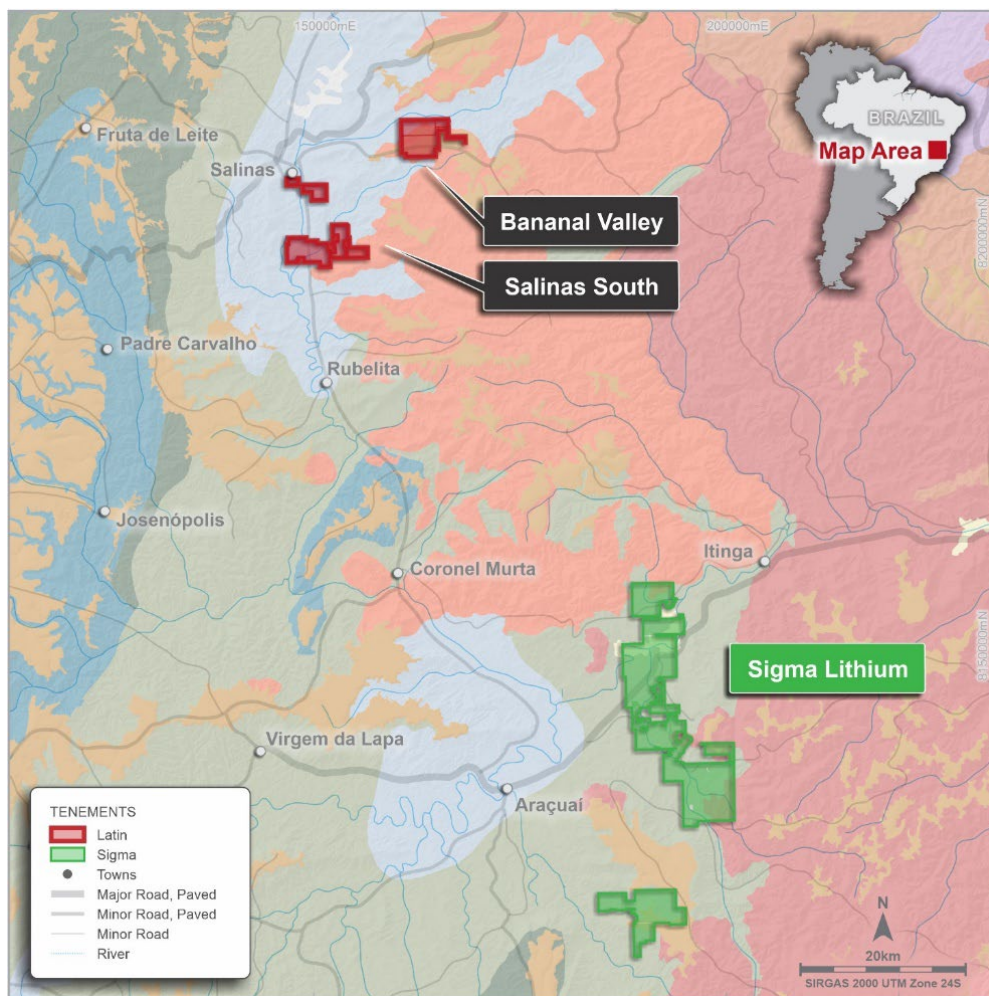 150000mE
200000mE
Fruta de Leite
Salinas
BRAZIL
Map Area
Bananal Valley
8200000mN
Salinas South
Padre Carvalho
Rubelita
Josenópolis
Itinga
Coronel Murta
Sigma Lithium
8150000mN
Virgem da Lapa
Araçuaí
TENEMENTS
Latin
Sigma
Towns
Major Road, Paved
Minor Road, Paved
Minor Road
River
N
20km
SIRGAS 2000 UTM Zone 24S